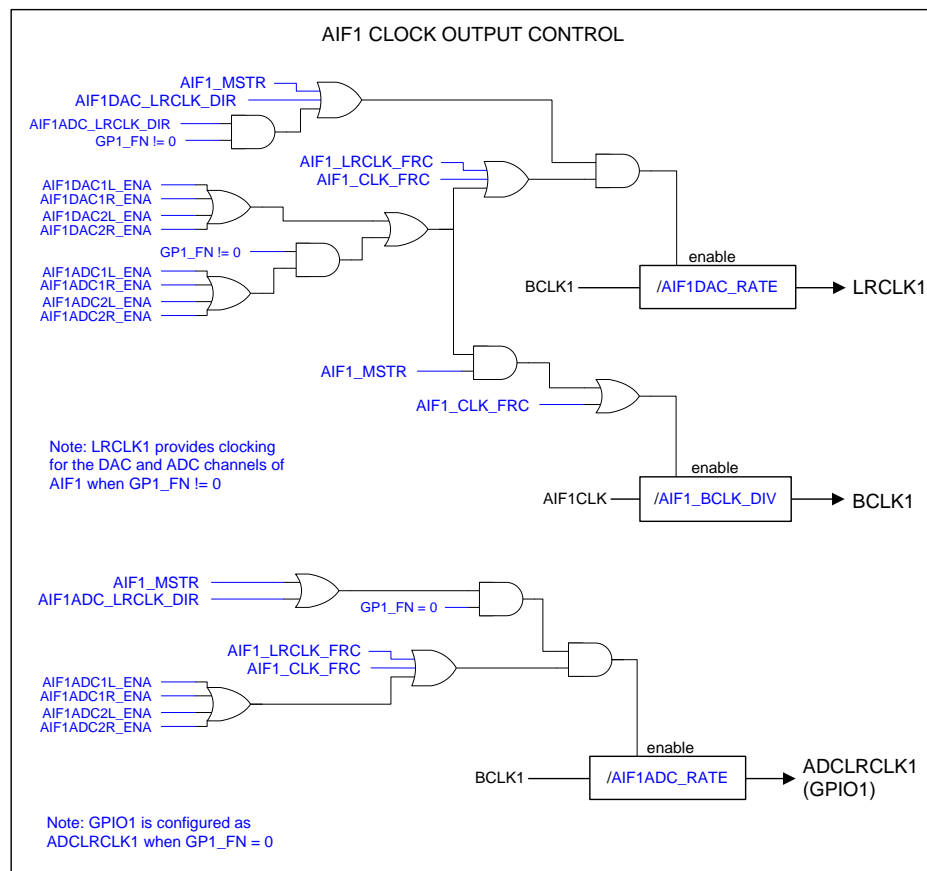 AIF1 CLOCK OUTPUT CONTROL
AIF1_MSTR
AIF1DAC_LRCLK_DIR
AIF1ADC_LRCLK_DIR
GP1_FN != 0
AIF1_LRCLK_FRC
AIF1_CLK_FRC
AIF1DAC1L_ENA
AIF1DAC1R_ENA
AIF1DAC2L_ENA
AIF1DAC2R_ENA
GP1_FN != 0
AIF1ADC1L_ENA
AIF1ADC1R_ENA
AIF1ADC2L_ENA
AIF1ADC2R_ENA
enable
BCLK1
/AIF1DAC_RATE
LRCLK1
AIF1_MSTR
AIF1_CLK_FRC
Note: LRCLK1 provides clocking
for the DAC and ADC channels of
AIF1 when GP1_FN != 0
enable
AIF1CLK
/AIF1_BCLK_DIV
BCLK1
AIF1_MSTR
AIF1ADC_LRCLK_DIR
GP1_FN = 0
AIF1_LRCLK_FRC
AIF1_CLK_FRC
AIF1ADC1L_ENA
AIF1ADC1R_ENA
AIF1ADC2L_ENA
AIF1ADC2R_ENA
enable
BCLK1
/AIF1ADC_RATE
ADCLRCLK1
(GPIO1)
Note: GPIO1 is configured as
ADCLRCLK1 when GP1_FN = 0